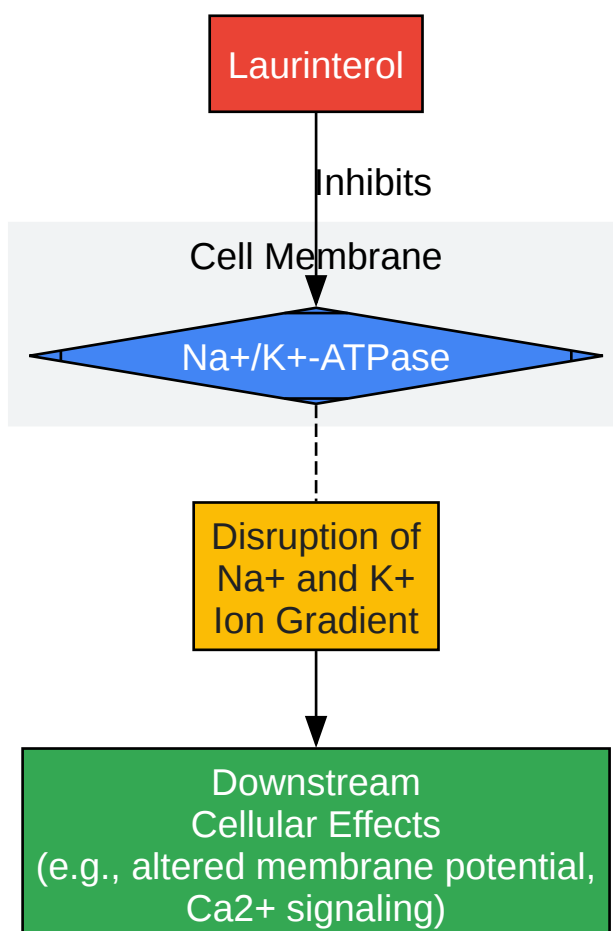 Laurinterol
Inhibits
Cell Membrane
Na+/K+-ATPase
Disruption of
Na+ and K+
Ion Gradient
Downstream
Cellular Effects
(e.g., altered membrane potential,
Ca2+ signaling)